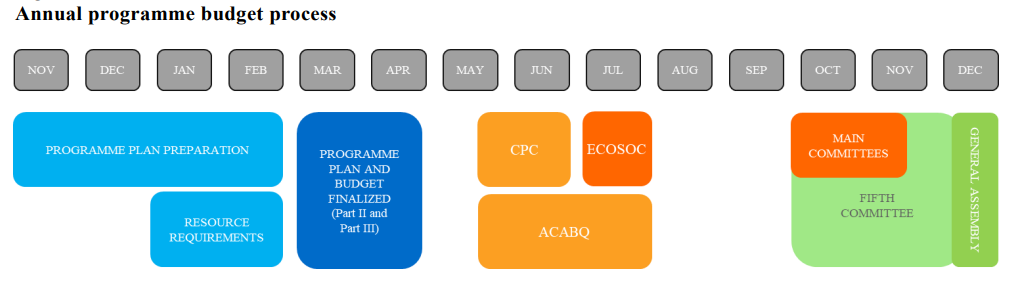 Annual programme budget process
NOV DEC JAN FEB MAR APR MAY JUN JUL AUG SEP OCT NOV DEC
PROGRAMME PLAN PREPARATION
RESOURCE
REQUIREMENTS
PROGRAMME
PLAN AND
BUDGET
FINALIZED
(Part II and
Part III)
CPC
ECOSOC
ACABQ
MAIN
COMMITTEES
FIFTH
COMMITTEE
GENERAL ASSEMBLY